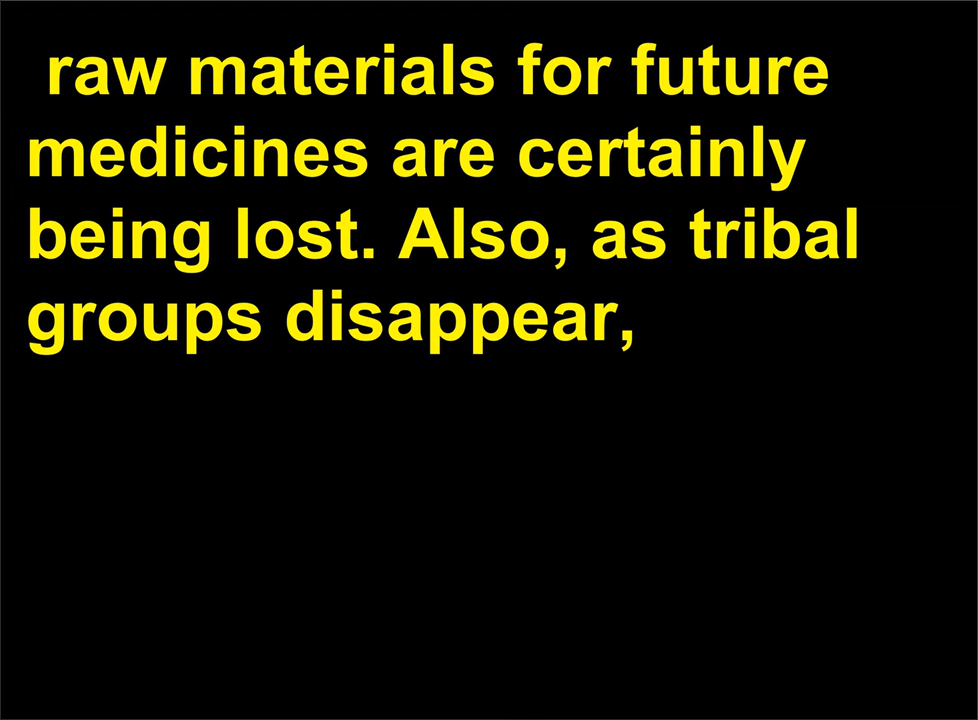 raw materials for future
medicines are certainly
being lost. Also, as tribal
groups disappear,